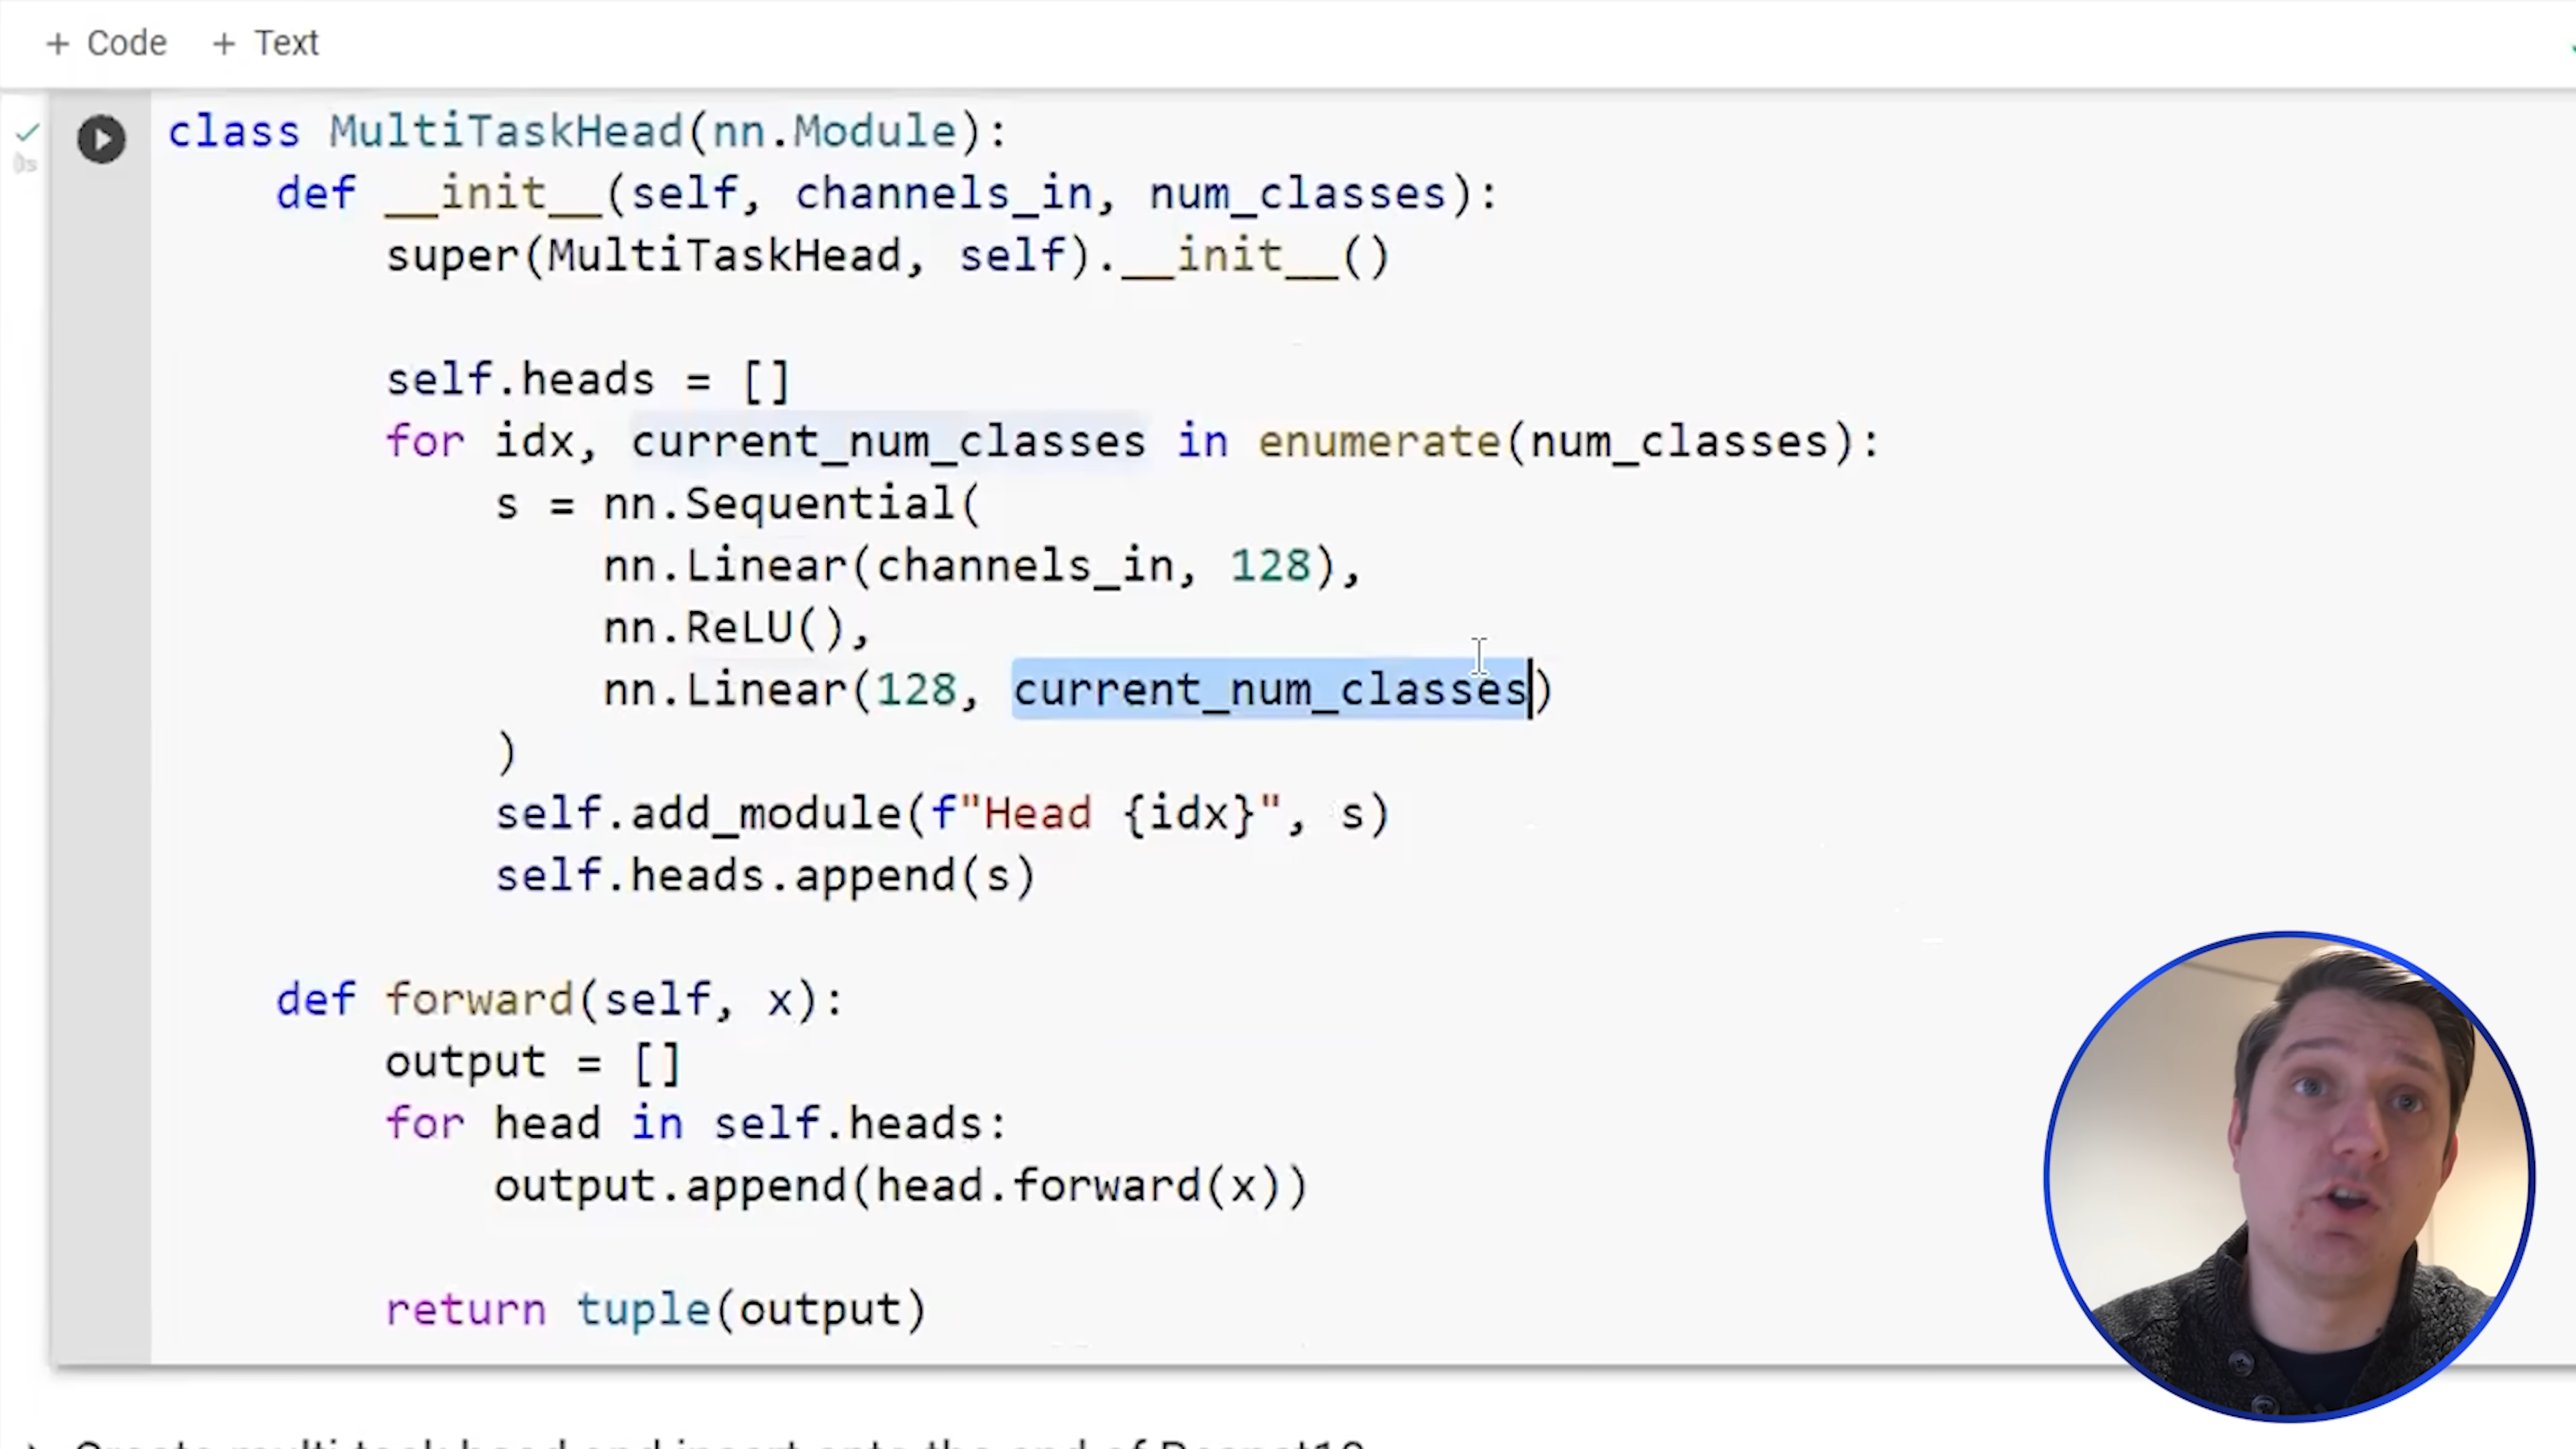 + Code + Text
class MultiTaskHead(nn.Module):
def __init__(self, channels_in, num_classes):
super(MultiTaskHead, self).__init__()
self.heads = []
for idx, current_num_classes in enumerate(num_classes):
s = nn.Sequential(
nn.Linear(channels_in, 128),
nn.ReLU(),
nn.Linear(128, current_num_classes)
)
self.add_module(f"Head {idx}", s)
self.heads.append(s)
def forward(self, x):
output = []
for head in self.heads:
output.append(head.forward(x))
return tuple(output)